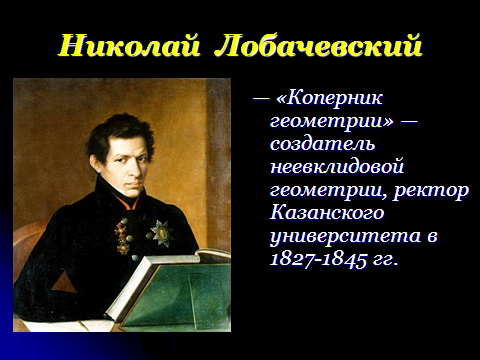 Николай Лобачевский
— «Коперник
геометрии» —
создатель
неевклидовой
геометрии, ректор
Казанского
университета в
1827-1845 гг.